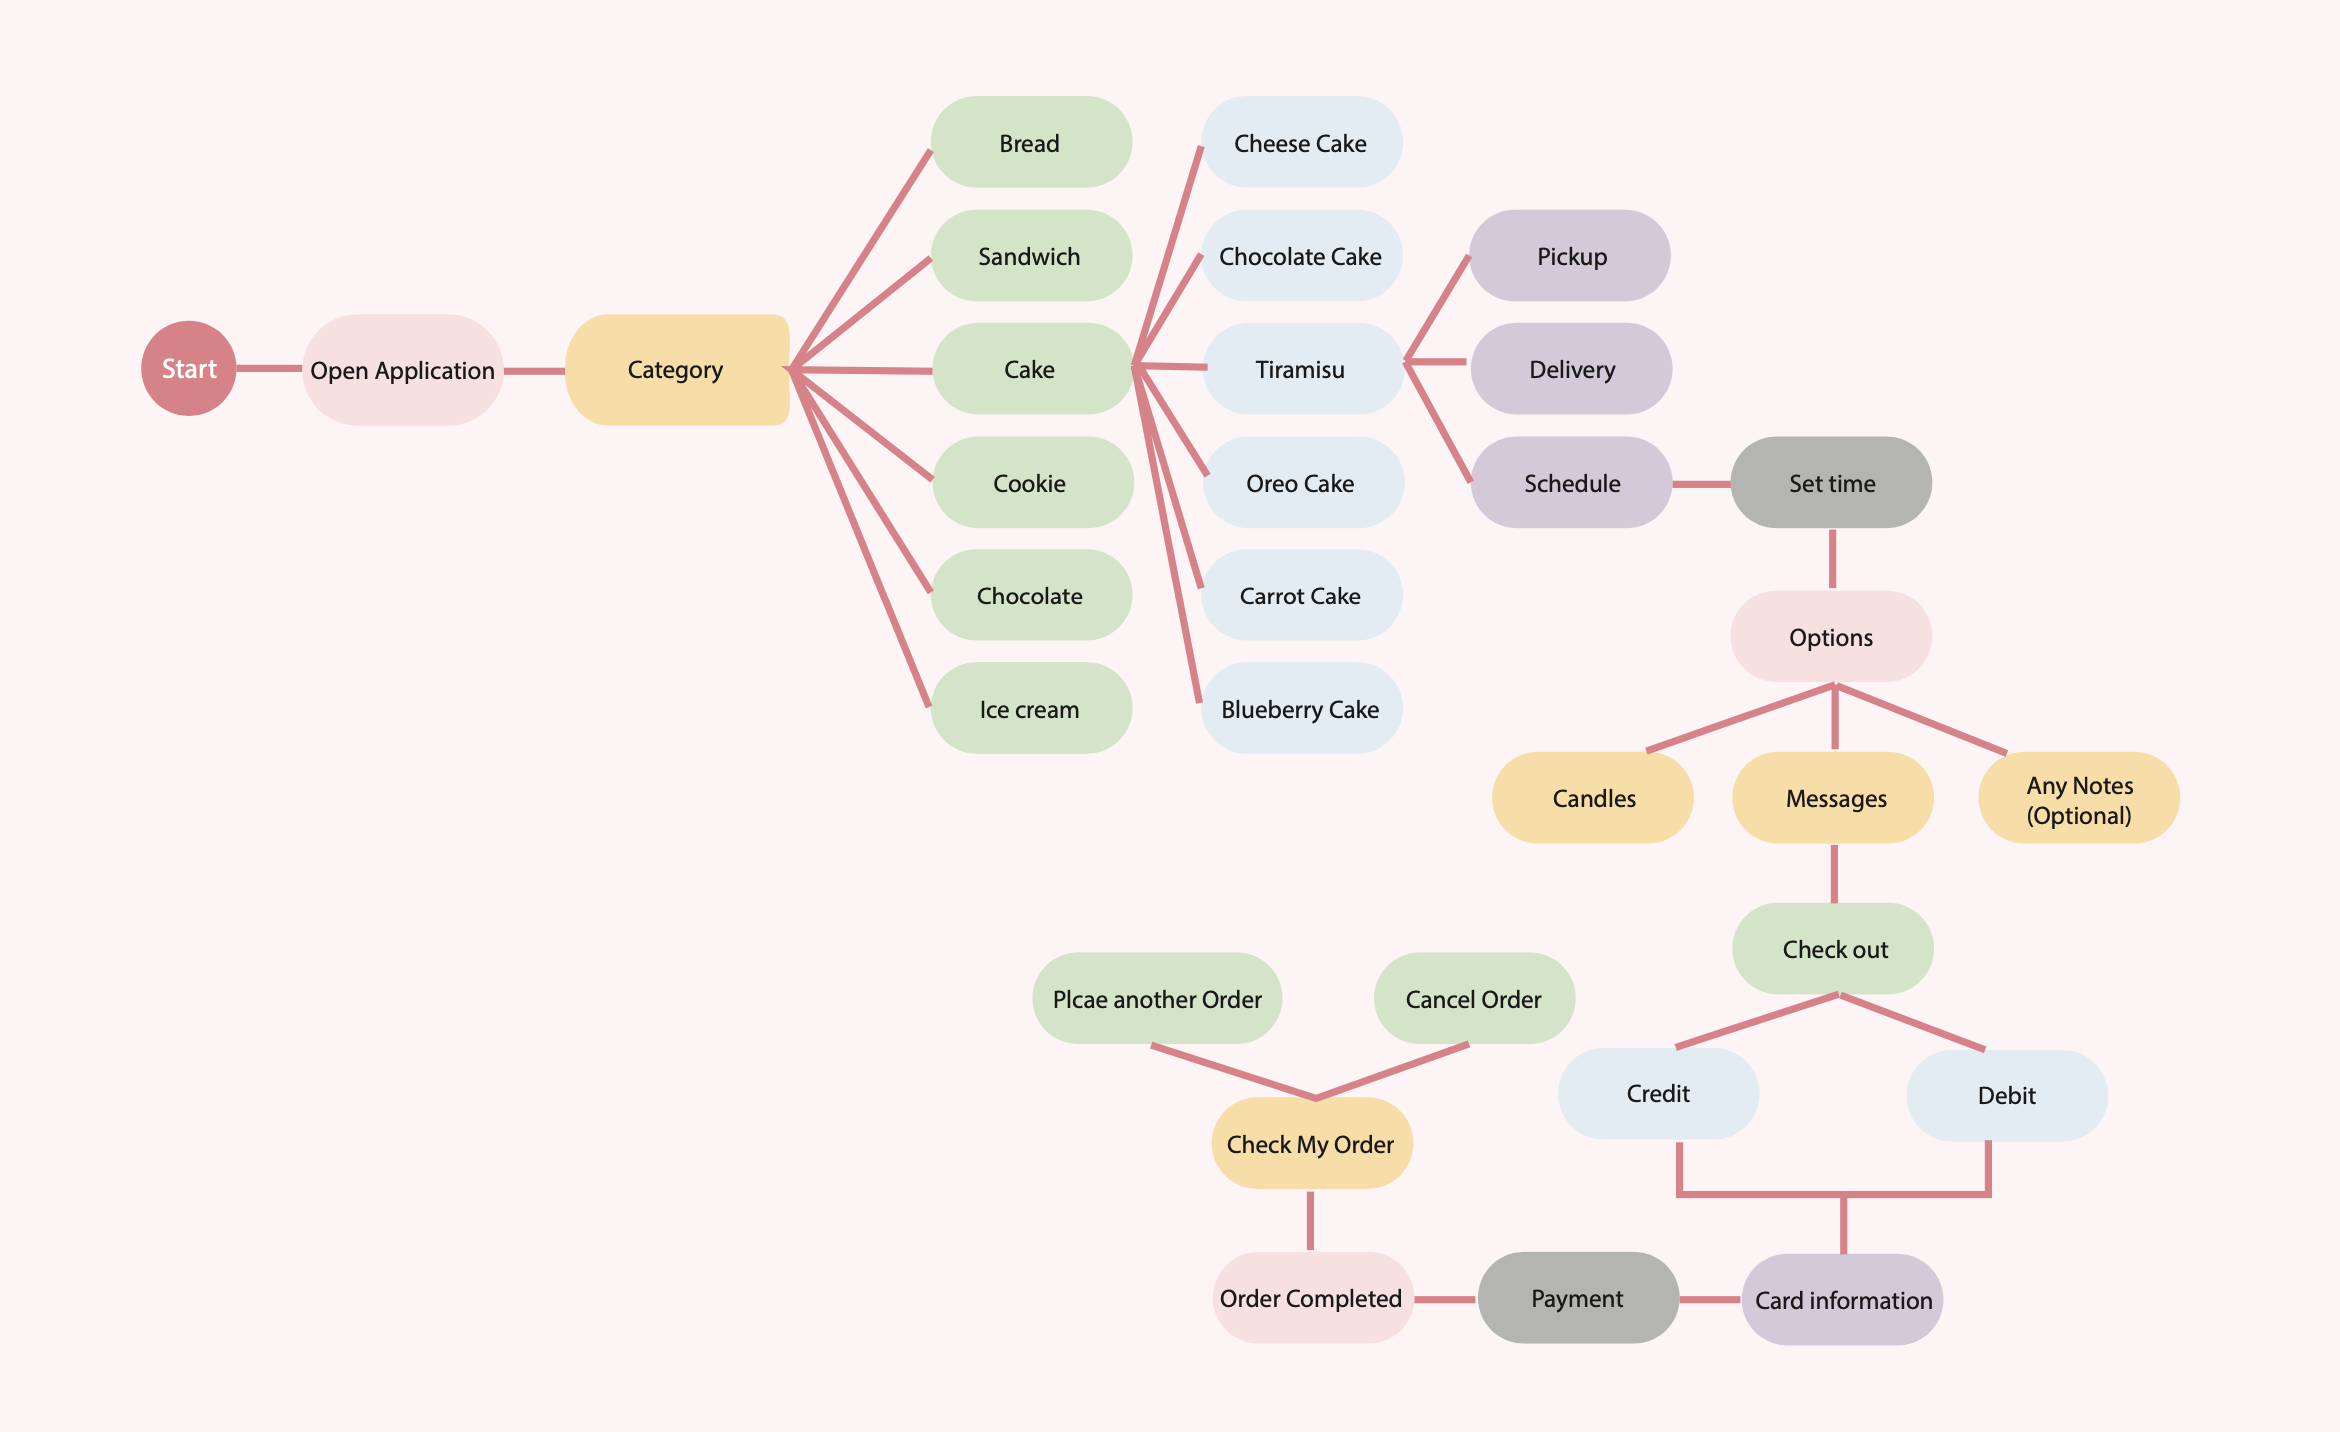 Start
Open Application
Category
Bread
Sandwich
Cake
Cookie
Chocolate
Ice cream
Cheese Cake
Chocolate Cake
Tiramisu
Oreo Cake
Carrot Cake
Blueberry Cake
Pickup
Delivery
Schedule
Set time
Options
Candles
Messages
Any Notes
(Optional)
Check out
Credit
Debit
Card information
Payment
Order Completed
Check My Order
Plcae another Order
Cancel Order